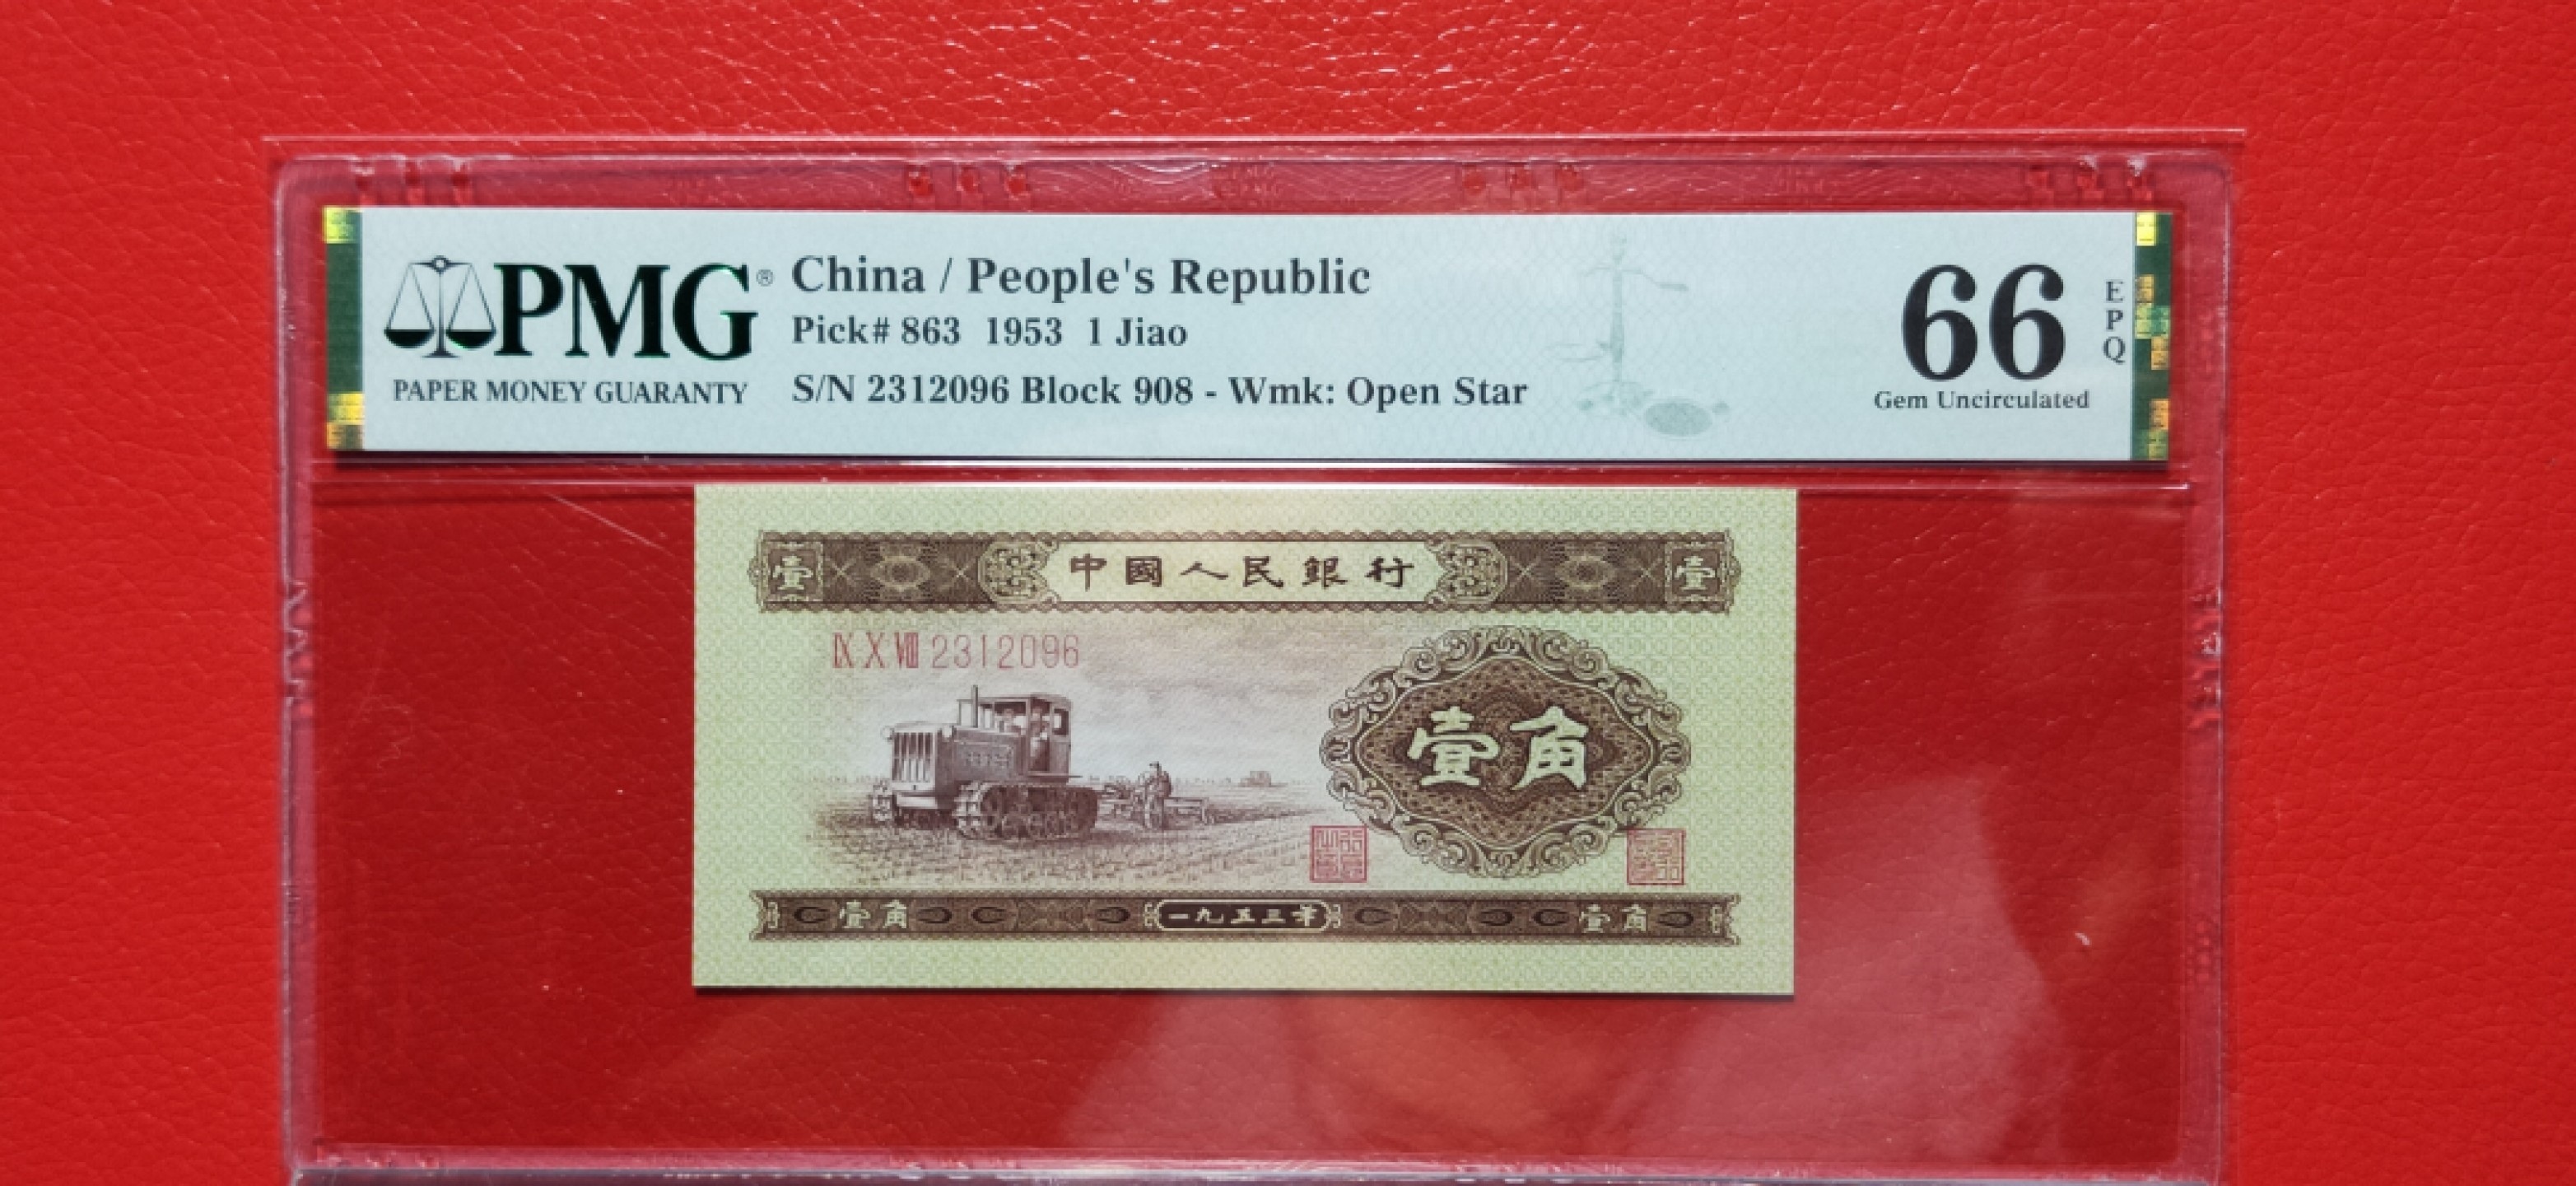 PMG®
PAPER MONEY GUARANTY
China / People's Republic
Pick# 863 1953 1 Jiao
S/N 2312096 Block 908 - Wmk: Open Star
66
EPQ
Gem Uncirculated
壹 中國人民銀行 壹
ⅨⅩⅧ 2312096
壹角
壹角 一九五三年 壹角